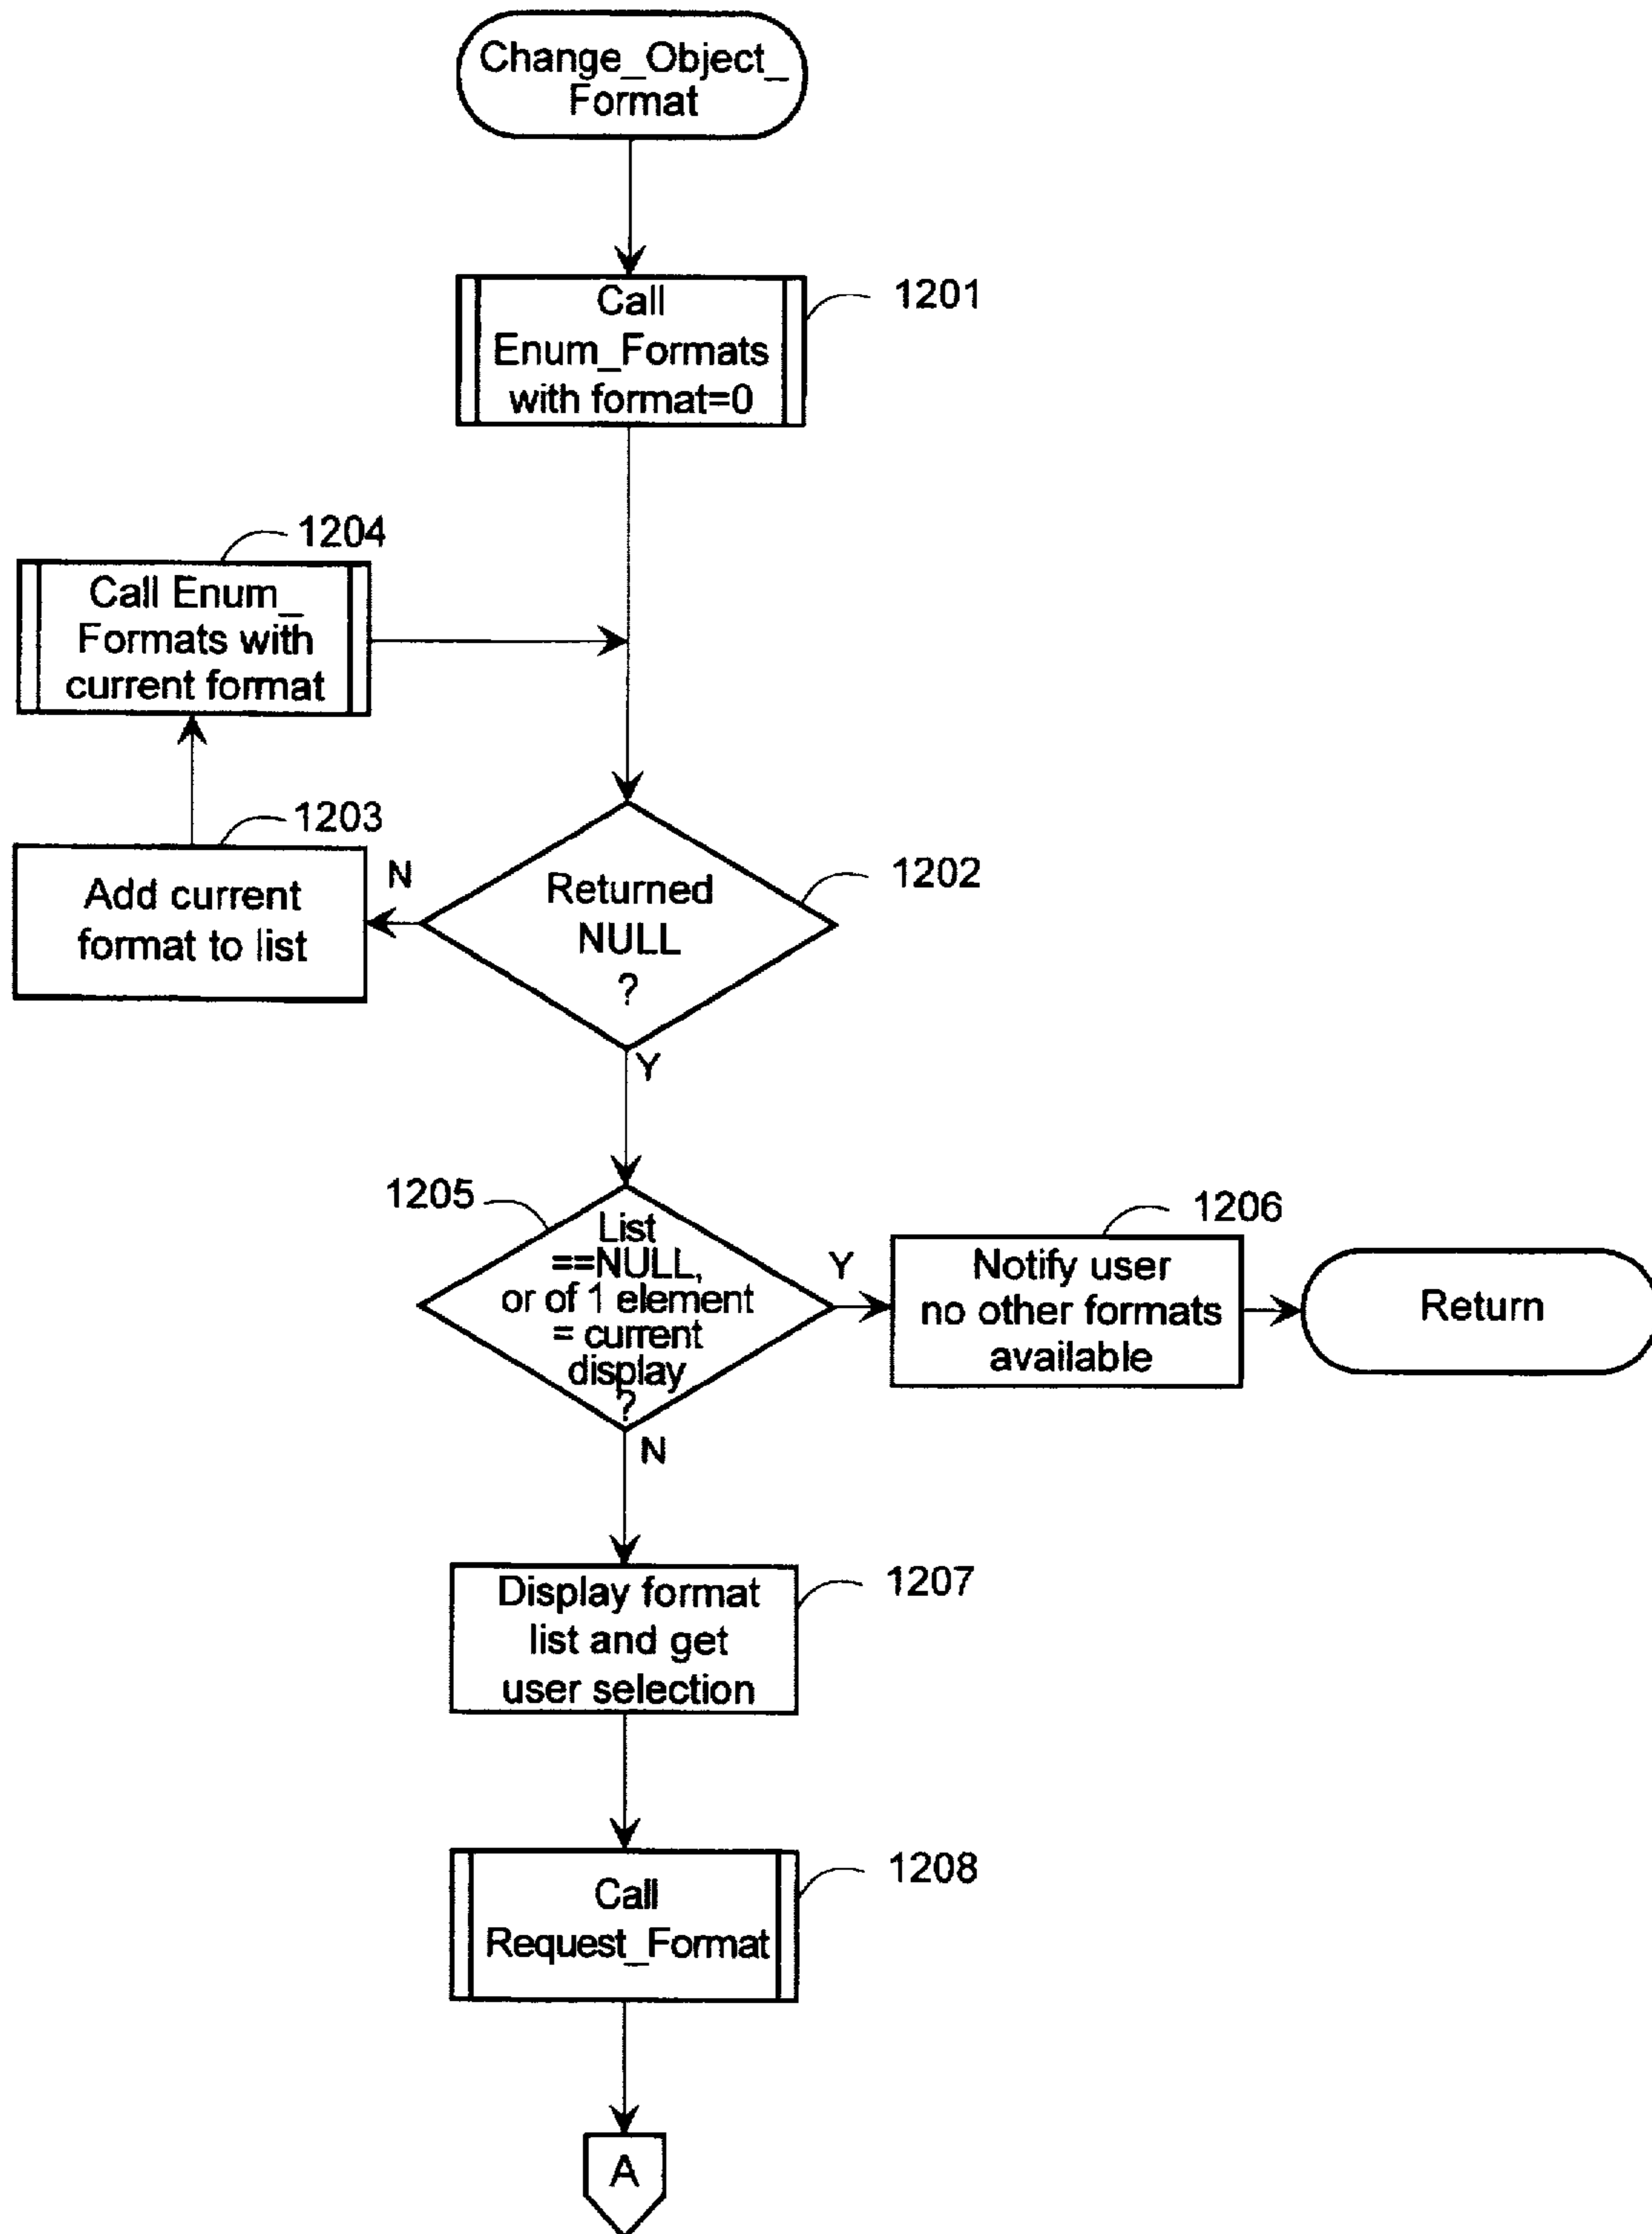 Change_Object_
Format
Call
Enum_Formats
with format=0
1201
1204
Call Enum_
Formats with
current format
1203
Add current
format to list
N
Returned
NULL
?
1202
Y
1205
List
==NULL,
or of 1 element
= current
display
?
Y
1206
Notify user
no other formats
available
Return
N
Display format
list and get
user selection
1207
Call
Request_Format
1208
A